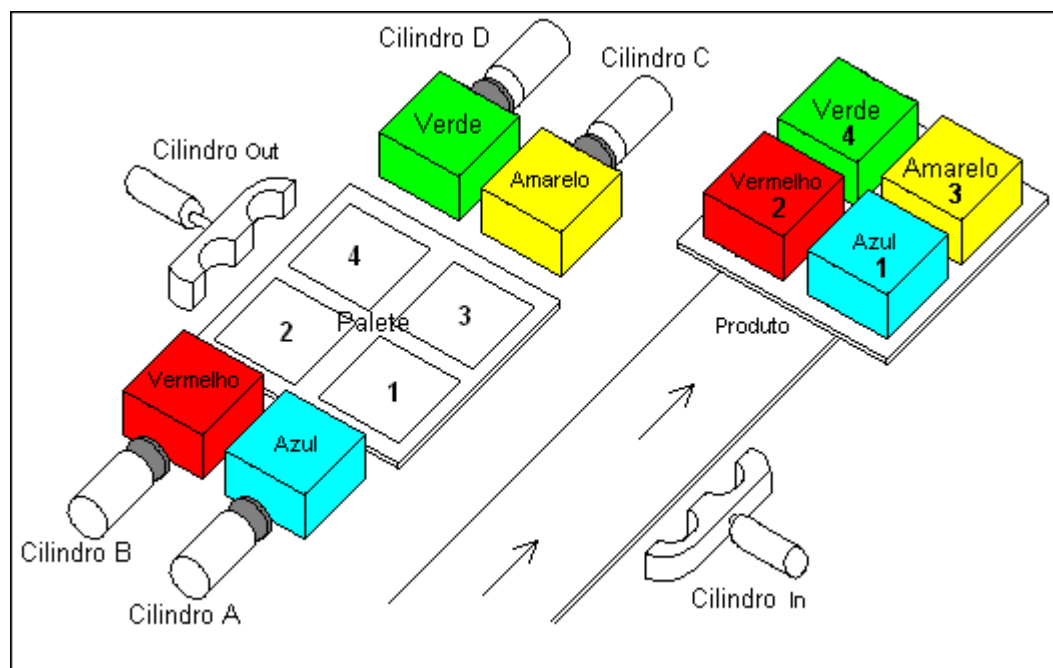 Cilindro D
Cilindro C
Verde
Verde
4
Cilindro Out
Amarelo
Amarelo
3
Vermelho
2
Azul
1
4
3
2
Palete
Produto
1
Vermelho
Azul
Cilindro B
Cilindro A
Cilindro In